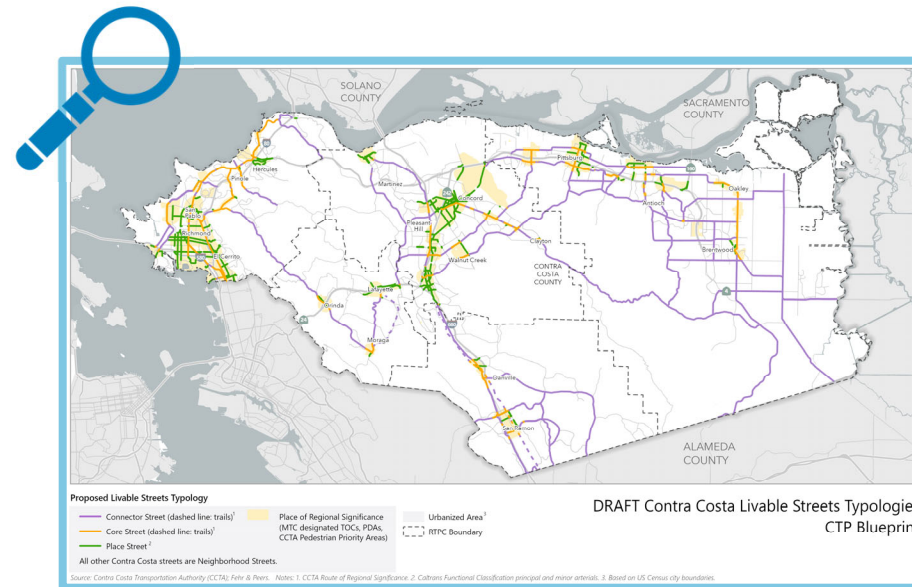 SOLANO
COUNTY
SACRAMENTO
COUNTY
Hercules
Pinole
Martinez
Pittsburg
Oakley
Antioch
San
Pablo
Richmond
El Cerrito
Concord
Pleasant
Hill
Clayton
Walnut Creek
Brentwood
CONTRA
COSTA
COUNTY
Lafayette
Orinda
Moraga
Danville
San Ramon
ALAMEDA
COUNTY
24
4
Proposed Livable Streets Typology
Connector Street (dashed line: trails)¹
Core Street (dashed line: trails)¹
Place Street²
All other Contra Costa streets are Neighborhood Streets.
Place of Regional Significance
(MTC designated TOCs, PDAs,
CCTA Pedestrian Priority Areas)
Urbanized Area³
RTPC Boundary
DRAFT Contra Costa Livable Streets Typologie
CTP Blueprin
Source: Contra Costa Transportation Authority (CCTA); Fehr & Peers. Notes: 1. CCTA Route of Regional Significance. 2. Caltrans Functional Classification principal and minor arterials. 3. Based on US Census city boundaries